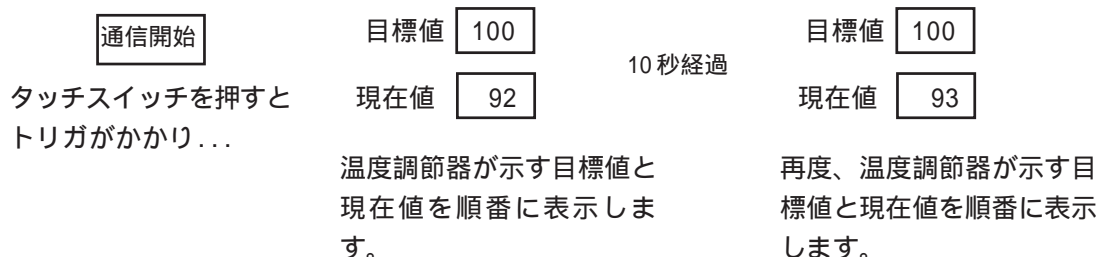 通信開始
タッチスイッチを押すと
トリガがかかり...
目標値 100
現在値 92
温度調節器が示す目標値と
現在値を順番に表示しま
す。
10秒経過
目標値 100
現在値 93
再度、温度調節器が示す目
標値と現在値を順番に表示
します。